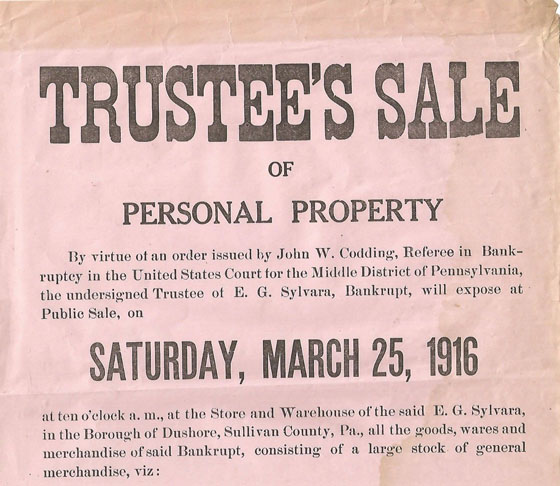 TRUSTEE'S SALE
OF
PERSONAL PROPERTY
By virtue of an order issued by John W. Codding, Referee in Bank-
ruptcy in the United States Court for the Middle District of Pennsylvania,
the undersigned Trustee of E. G. Sylvara, Bankrupt, will expose at
Public Sale, on
SATURDAY, MARCH 25, 1916
at ten o'clock a. m., at the Store and Warehouse of the said E. G. Sylvara,
in the Borough of Dushore, Sullivan County, Pa., all the goods, wares and
merchandise of said Bankrupt, consisting of a large stock of general
merchandise, viz: